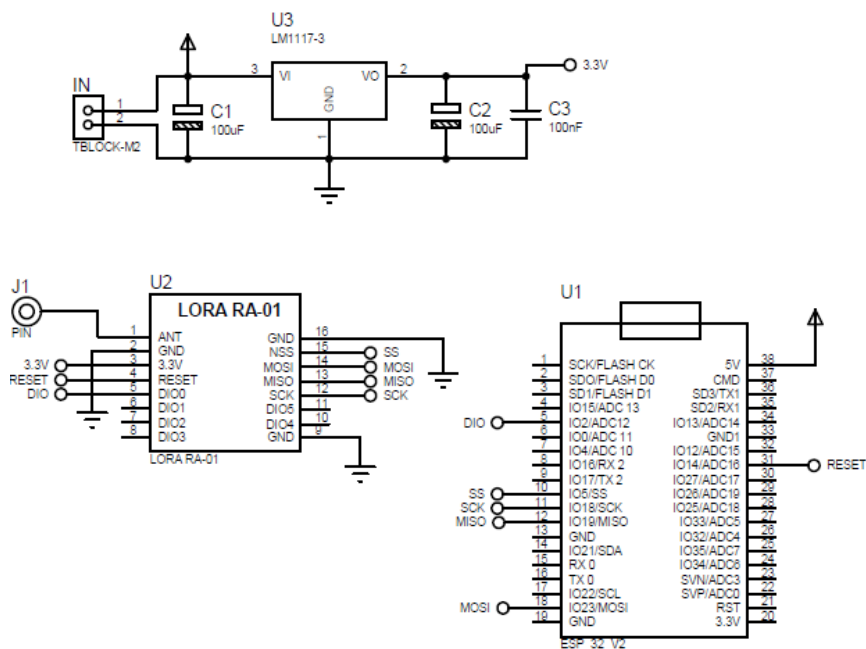 U3
LM1117-3
3 VI VO 2
GND
1
3.3V
IN
1
2
TBLOCK-M2
C1
100uF
C2
100uF
C3
100nF
J1
PIN
U2
LORA RA-01
1 ANT GND 16
2 GND NSS 15 SS
3.3V 3 3.3V MOSI 14 MOSI
RESET 4 RESET MISO 13 MISO
DIO 5 DIO0 SCK 12 SCK
6 DIO1 DIO5 11
7 DIO2 DIO4 10
8 DIO3 GND 9
LORA RA-01
U1
1 SCK/FLASH CK 5V 38
2 SDO/FLASH D0 CMD 37
3 SD1/FLASH D1 SD3/TX1 36
4 IO15/ADC 13 SD2/RX1 35
DIO 5 IO2/ADC12 IO13/ADC14 34
6 IO0/ADC 11 GND1 33
7 IO4/ADC 10 IO12/ADC15 32
8 IO16/RX 2 IO14/ADC16 31 RESET
9 IO17/TX 2 IO27/ADC17 30
SS 10 IO5/SS IO26/ADC19 29
SCK 11 IO18/SCK IO25/ADC18 28
MISO 12 IO19/MISO IO33/ADC5 27
13 GND IO32/ADC4 26
14 IO21/SDA IO35/ADC7 25
15 RX 0 IO34/ADC6 24
16 TX 0 SVN/ADC3 23
17 IO22/SCL SVP/ADC0 22
MOSI 18 IO23/MOSI RST 21
19 GND 3.3V 20
ESP 32 V2